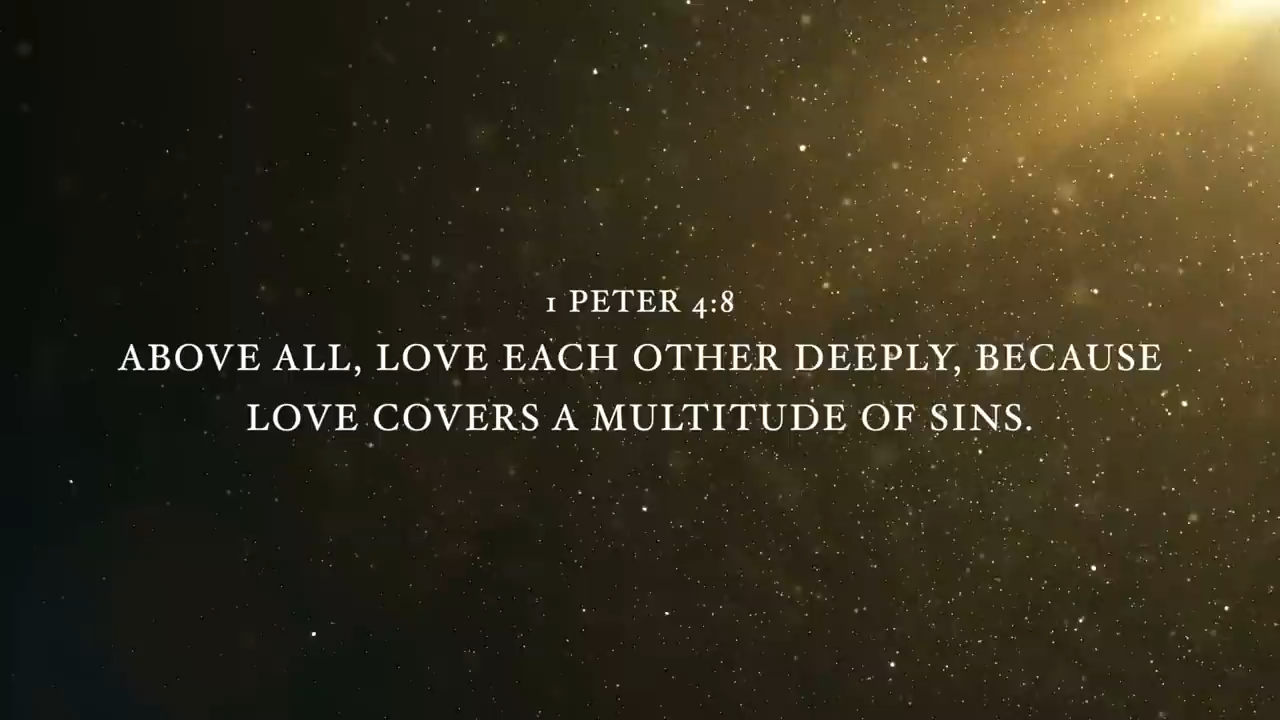 1 PETER 4:8
ABOVE ALL, LOVE EACH OTHER DEEPLY, BECAUSE
LOVE COVERS A MULTITUDE OF SINS.